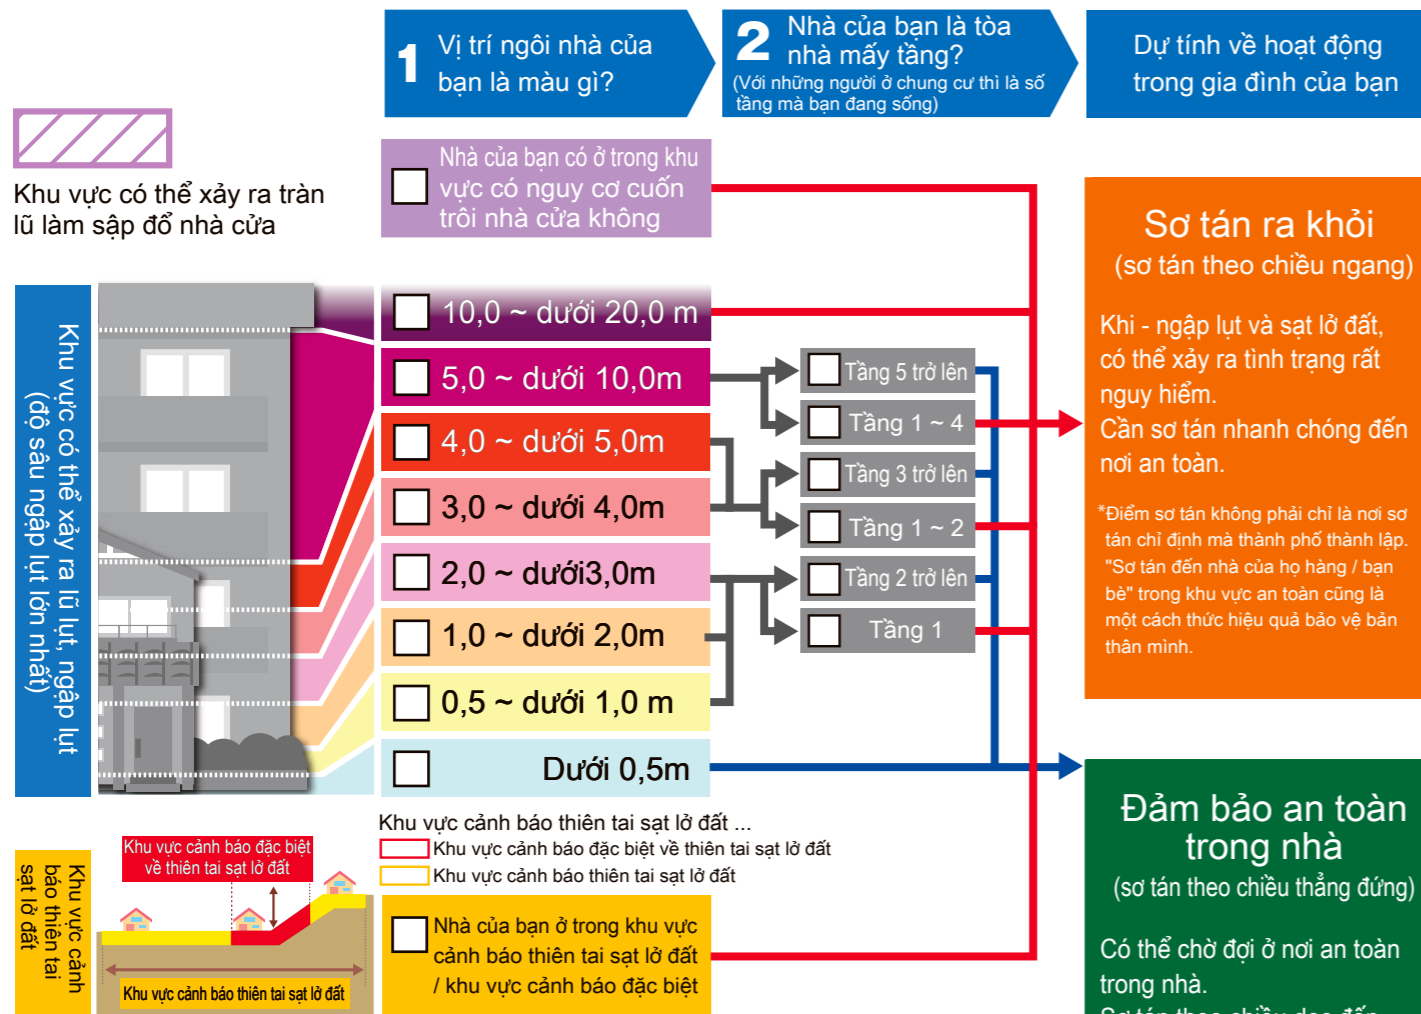 1 Vị trí ngôi nhà của
bạn là màu gì?
2 Nhà của bạn là tòa
nhà mấy tầng?
(Với những người ở chung cư thì là số
tầng mà bạn đang sống)
Dự tính về hoạt động
trong gia đình của bạn
Khu vực có thể xảy ra tràn
lũ làm sập đổ nhà cửa
Nhà của bạn có ở trong khu
vực có nguy cơ cuốn
trôi nhà cửa không
Khu vực có thể xảy ra lũ lụt, ngập lụt
(độ sâu ngập lụt lớn nhất)
10,0 ~ dưới 20,0 m
5,0 ~ dưới 10,0m
4,0 ~ dưới 5,0m
3,0 ~ dưới 4,0m
2,0 ~ dưới3,0m
1,0 ~ dưới 2,0m
0,5 ~ dưới 1,0 m
Dưới 0,5m
Tầng 5 trở lên
Tầng 1 ~ 4
Tầng 3 trở lên
Tầng 1 ~ 2
Tầng 2 trở lên
Tầng 1
Sơ tán ra khỏi
(sơ tán theo chiều ngang)
Khi - ngập lụt và sạt lở đất,
có thể xảy ra tình trạng rất
nguy hiểm.
Cần sơ tán nhanh chóng đến
nơi an toàn.
*Điểm sơ tán không phải chỉ là nơi sơ
tán chỉ định mà thành phố thành lập.
"Sơ tán đến nhà của họ hàng / bạn
bè" trong khu vực an toàn cũng là
một cách thức hiệu quả bảo vệ bản
thân mình.
Khu vực cảnh
báo thiên tai
sạt lở đất
Khu vực cảnh báo đặc biệt
về thiên tai sạt lở đất
Khu vực cảnh báo thiên tai sạt lở đất
Khu vực cảnh báo thiên tai sạt lở đất ...
Khu vực cảnh báo đặc biệt về thiên tai sạt lở đất
Khu vực cảnh báo thiên tai sạt lở đất
Nhà của bạn ở trong khu vực
cảnh báo thiên tai sạt lở đất
/ khu vực cảnh báo đặc biệt
Đảm bảo an toàn
trong nhà
(sơ tán theo chiều thẳng đứng)
Có thể chờ đợi ở nơi an toàn
trong nhà.
Sơ tán theo chiều dọc đến